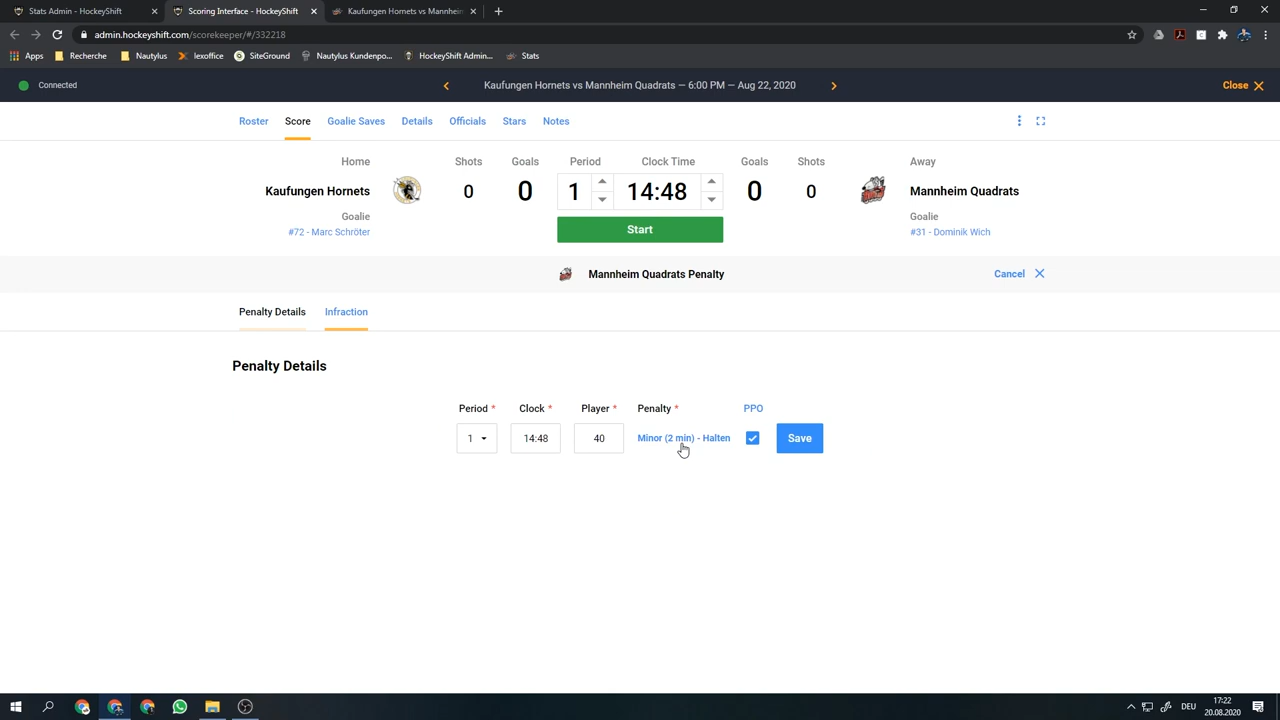 Stats Admin - HockeyShift
Scoring Interface - HockeyShift
Kaufungen Hornets vs Mannheim
admin.hockeyshift.com/scorekeeper/#/332218
Apps Recherche Nautylus lexoffice SiteGround Nautylus Kundenpo... HockeyShift Admin... Stats
Connected
Kaufungen Hornets vs Mannheim Quadrats — 6:00 PM — Aug 22, 2020
Close
Roster Score Goalie Saves Details Officials Stars Notes
Home Shots Goals Period Clock Time Goals Shots Away
Kaufungen Hornets 0 0 1 14:48 0 0 Mannheim Quadrats
Goalie Goalie
#72 - Marc Schröter Start #31 - Dominik Wich
Mannheim Quadrats Penalty Cancel
Penalty Details Infraction
Penalty Details
Period * Clock * Player * Penalty * PPO
1 14:48 40 Minor (2 min) - Halten Save
DEU 17:22
20.08.2020